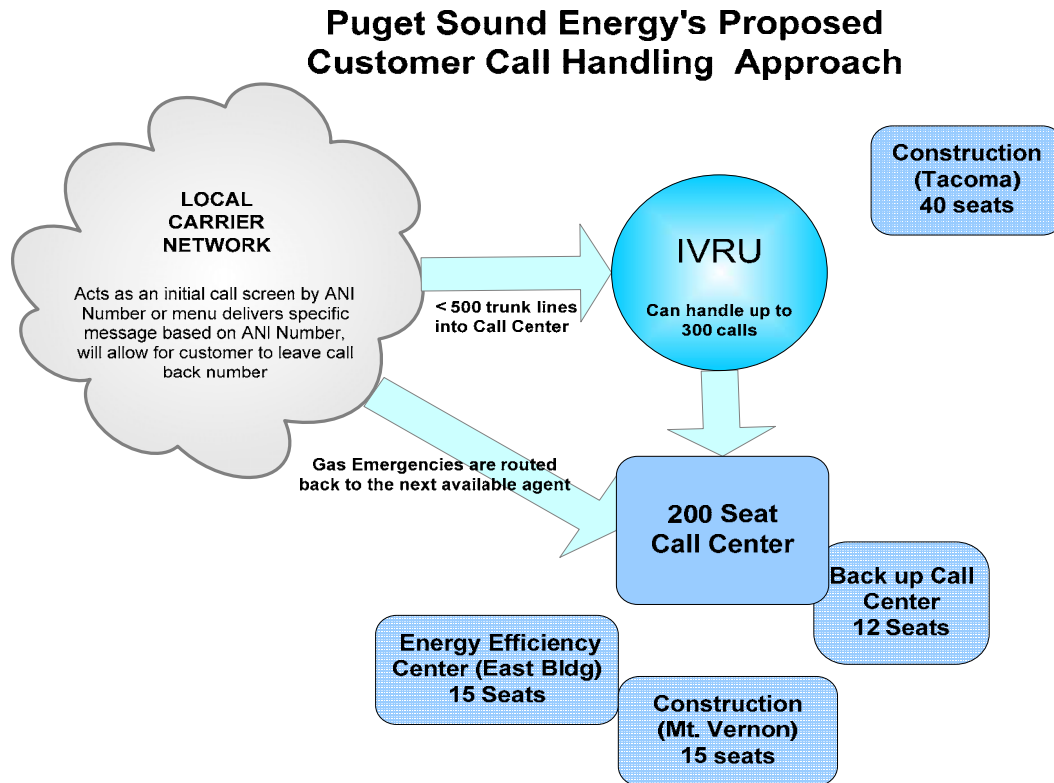 Puget Sound Energy's Proposed
Customer Call Handling Approach
LOCAL
CARRIER
NETWORK
Acts as an initial call screen by ANI
Number or menu delivers specific
message based on ANI Number,
will allow for customer to leave call
back number
< 500 trunk lines
into Call Center
IVRU
Can handle up to
300 calls
Construction
(Tacoma)
40 seats
Gas Emergencies are routed
back to the next available agent
200 Seat
Call Center
Back up Call
Center
12 Seats
Energy Efficiency
Center (East Bldg)
15 Seats
Construction
(Mt. Vernon)
15 seats